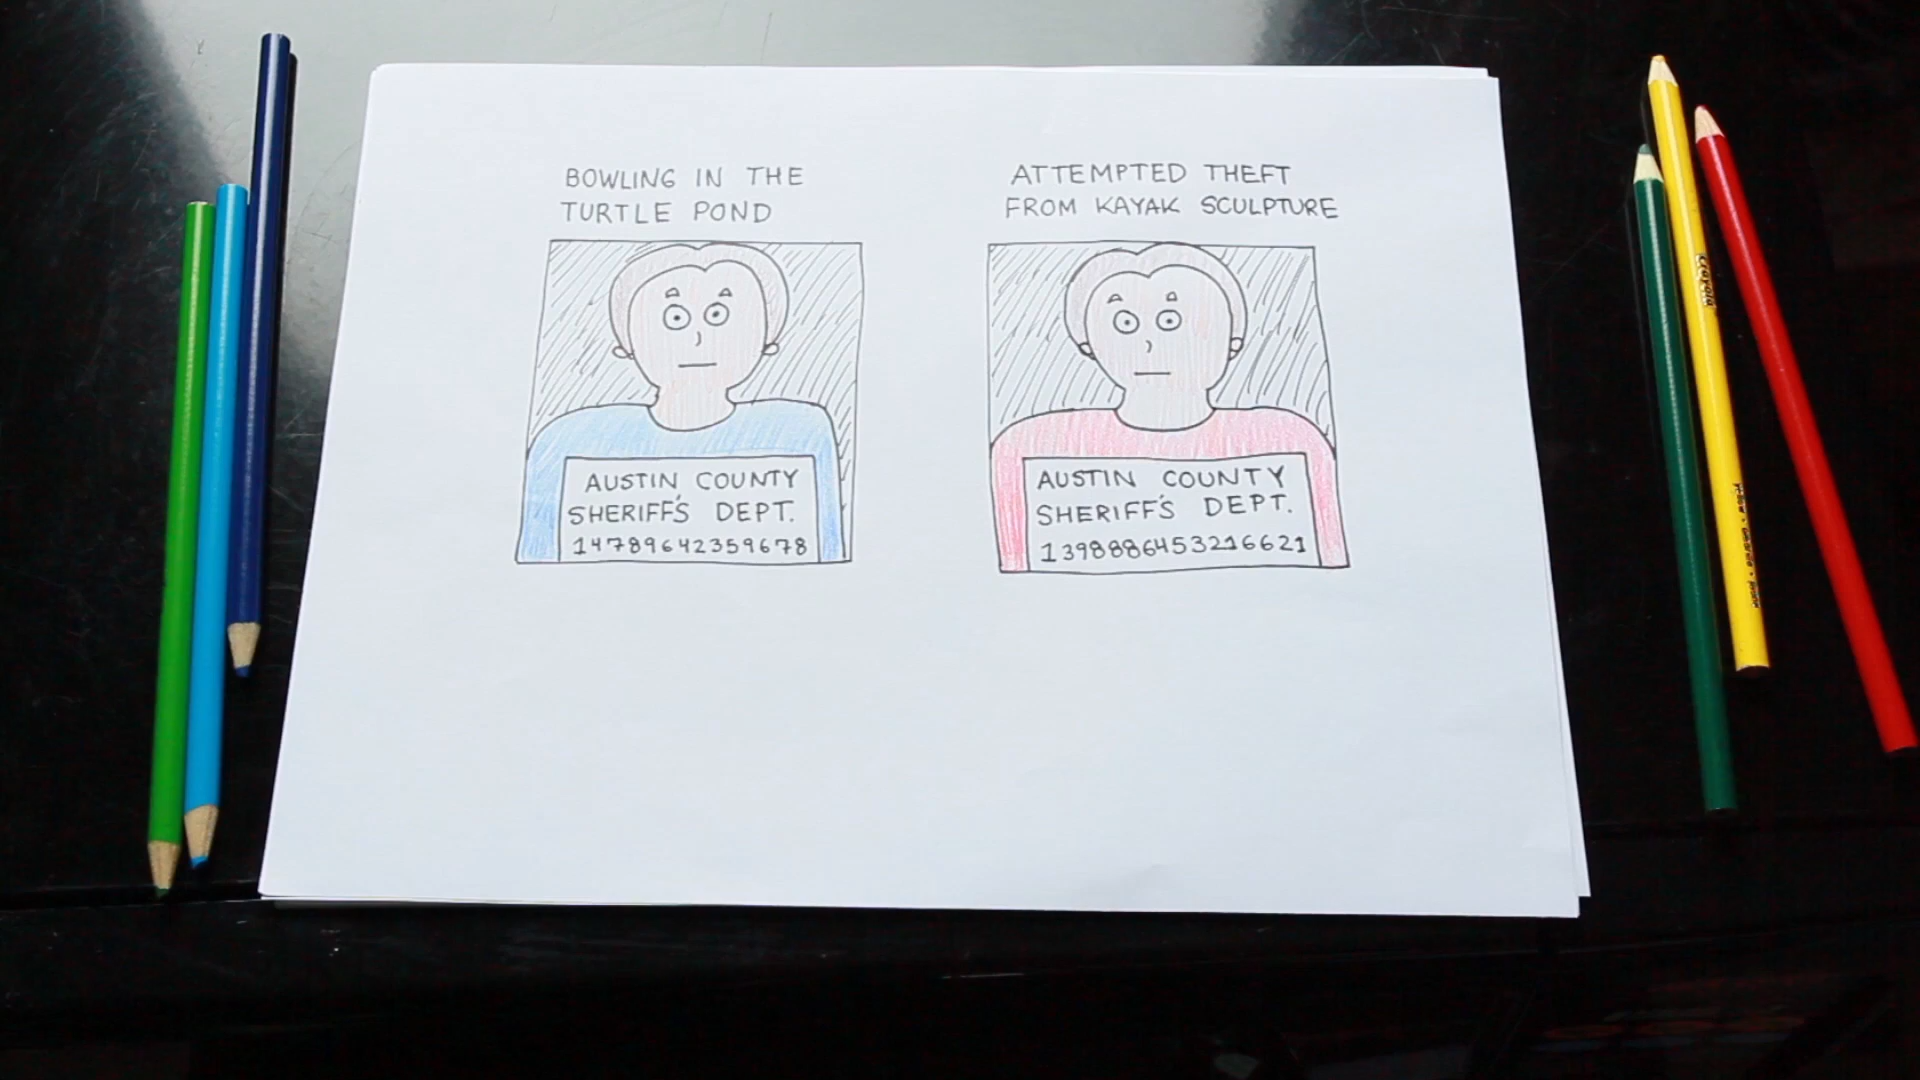 BOWLING IN THE
TURTLE POND
AUSTIN COUNTY
SHERIFF'S DEPT.
14789642359678
ATTEMPTED THEFT
FROM KAYAK SCULPTURE
AUSTIN COUNTY
SHERIFF'S DEPT.
1398886453216621
Crayola